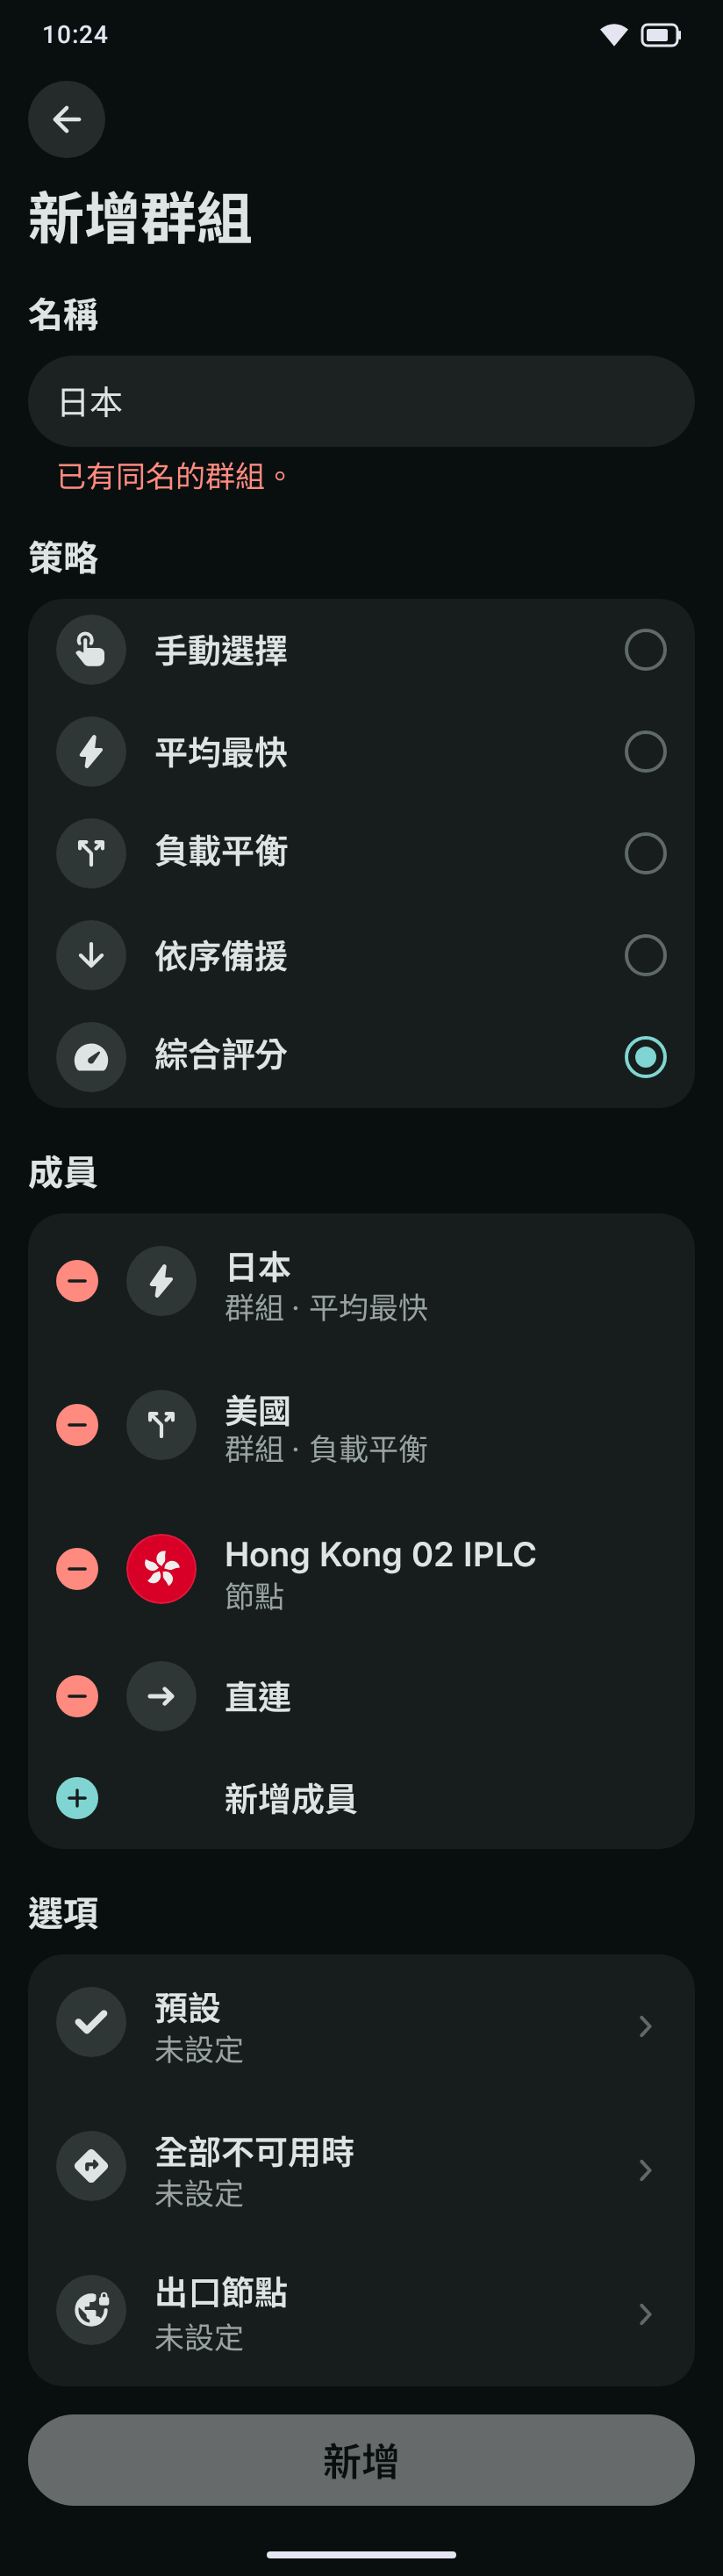 10:24
新增群組
名稱
日本
已有同名的群組。
策略
手動選擇
平均最快
負載平衡
依序備援
綜合評分
成員
日本
群組 · 平均最快
美國
群組 · 負載平衡
Hong Kong 02 IPLC
節點
直連
新增成員
選項
預設
未設定
全部不可用時
未設定
出口節點
未設定
新增